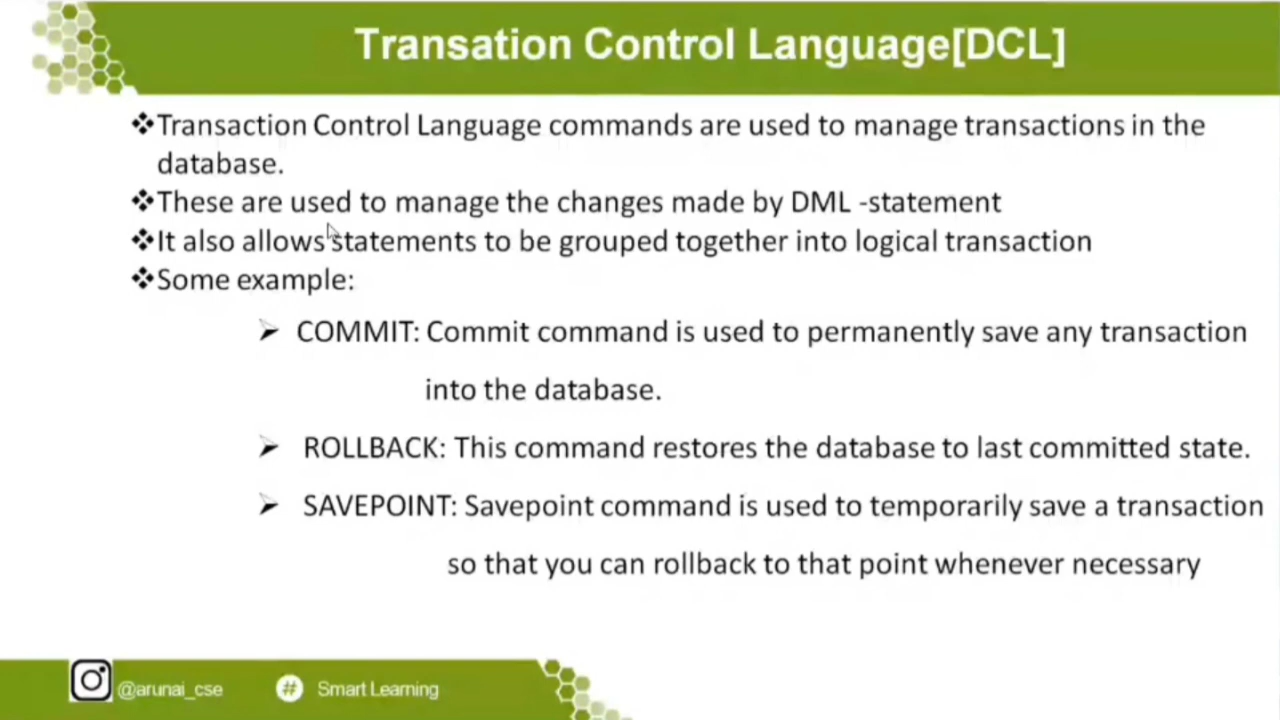 Transation Control Language[DCL]
❖Transaction Control Language commands are used to manage transactions in the
database.
❖These are used to manage the changes made by DML -statement
❖It also allows statements to be grouped together into logical transaction
❖Some example:
➢ COMMIT: Commit command is used to permanently save any transaction
into the database.
➢ ROLLBACK: This command restores the database to last committed state.
➢ SAVEPOINT: Savepoint command is used to temporarily save a transaction
so that you can rollback to that point whenever necessary
@arunai_cse # Smart Learning